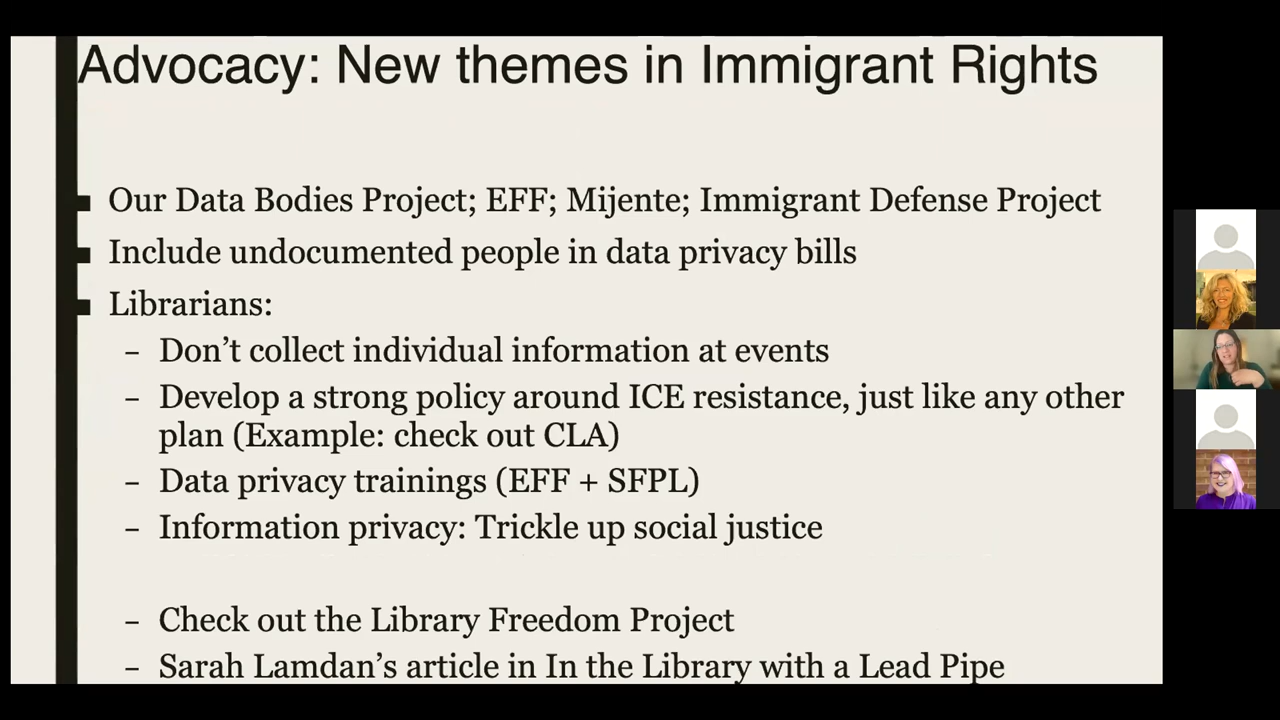 Advocacy: New themes in Immigrant Rights
Our Data Bodies Project; EFF; Mijente; Immigrant Defense Project
Include undocumented people in data privacy bills
Librarians:
– Don’t collect individual information at events
– Develop a strong policy around ICE resistance, just like any other
plan (Example: check out CLA)
– Data privacy trainings (EFF + SFPL)
– Information privacy: Trickle up social justice
– Check out the Library Freedom Project
– Sarah Lamdan’s article in In the Library with a Lead Pipe